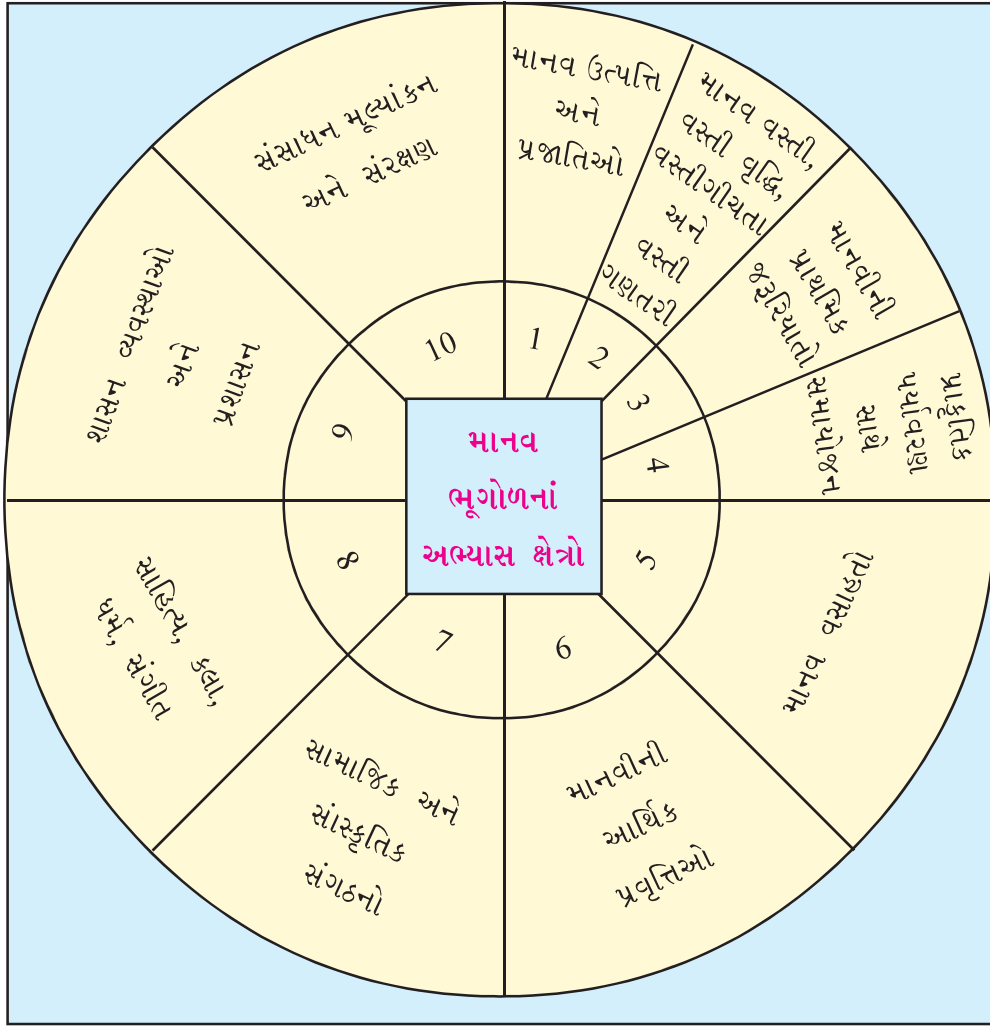 માનવ
ભૂગોળનાં
અભ્યાસ ક્ષેત્રો
1
માનવ ઉત્પત્તિ
અને
પ્રજાતિઓ
2
માનવ વસ્તી,
વસ્તી વૃદ્ધિ,
વસ્તીગીચતા
અને
વસ્તી
ગણતરી
3
માનવીની
પ્રાથમિક
જરૂરિયાતો
4
પ્રાકૃતિક
પર્યાવરણ
સાથે
સમાયોજન
5
માનવ વસાહતો
6
માનવીની
આર્થિક
પ્રવૃત્તિઓ
7
સામાજિક અને
સાંસ્કૃતિક
સંગઠનો
8
સાહિત્ય, કલા,
ધર્મ, સંગીત
9
શાસન વ્યવસ્થાઓ
અને
પ્રશાસન
10
સંસાધન મૂલ્યાંકન
અને સંરક્ષણ